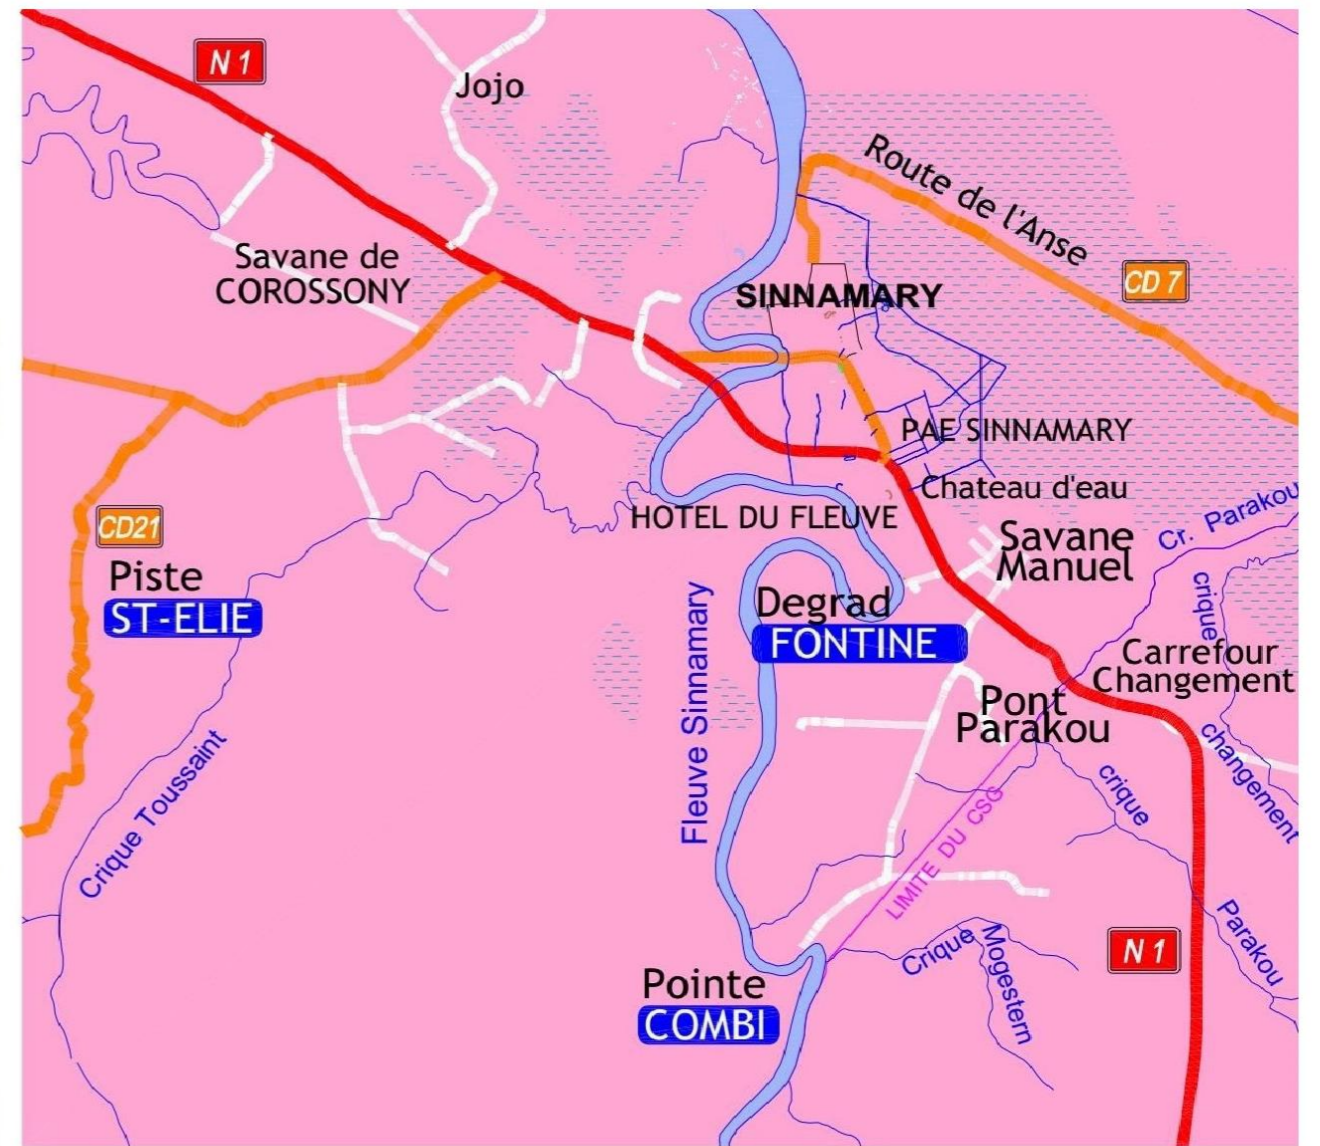 N 1
Jojo
Route de l'Anse
CD 7
Savane de
COROSSONY
SINNAMARY
PAE SINNAMARY
Chateau d'eau
HOTEL DU FLEUVE
Savane
Manuel
Cr. Parakou
CD21
Piste
ST-ELIE
Degrad
FONTINE
crique
changement
Carrefour
Changement
Fleuve Sinnamary
Pont
Parakou
Crique Toussaint
crique
Parakou
LIMITE DU CSG
Crique
Mogestern
N 1
Pointe
COMBI